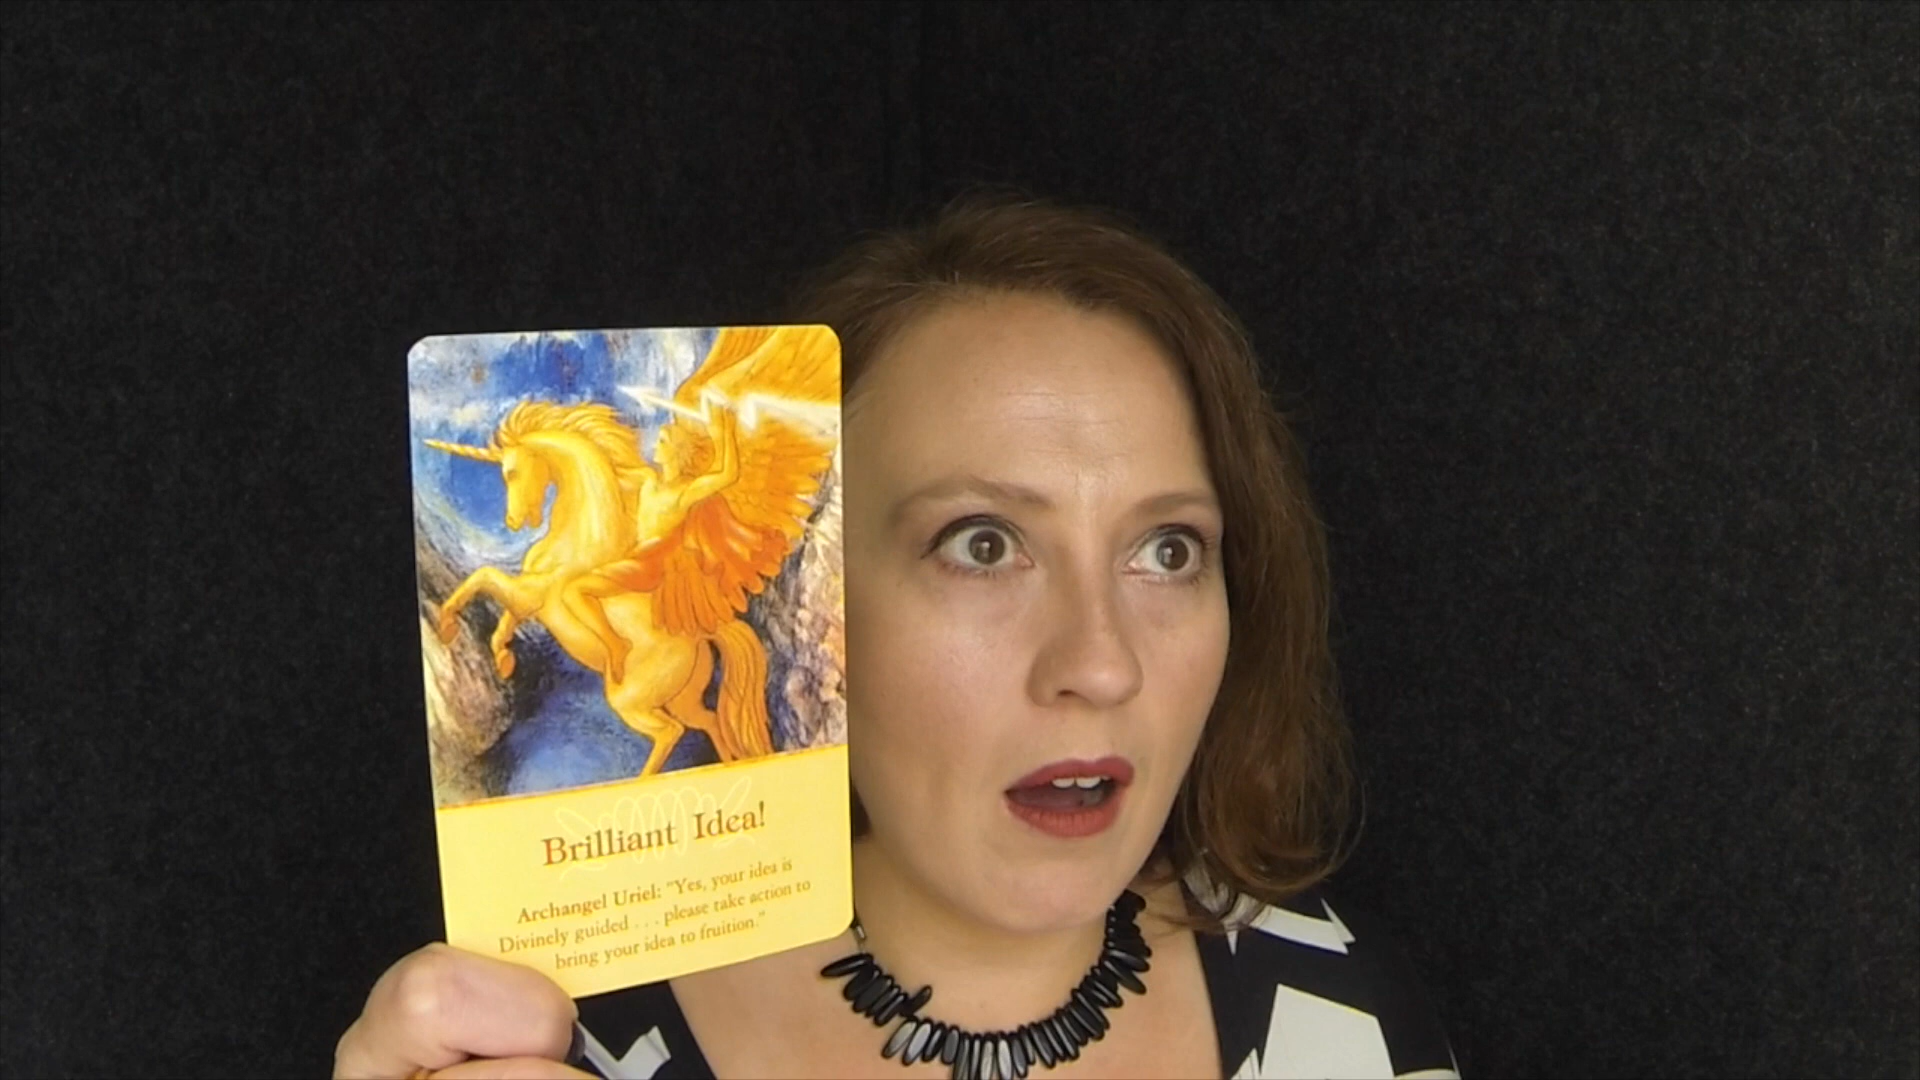 Brilliant Idea!
Archangel Uriel: "Yes, your idea is
Divinely guided . . . please take action to
bring your idea to fruition."